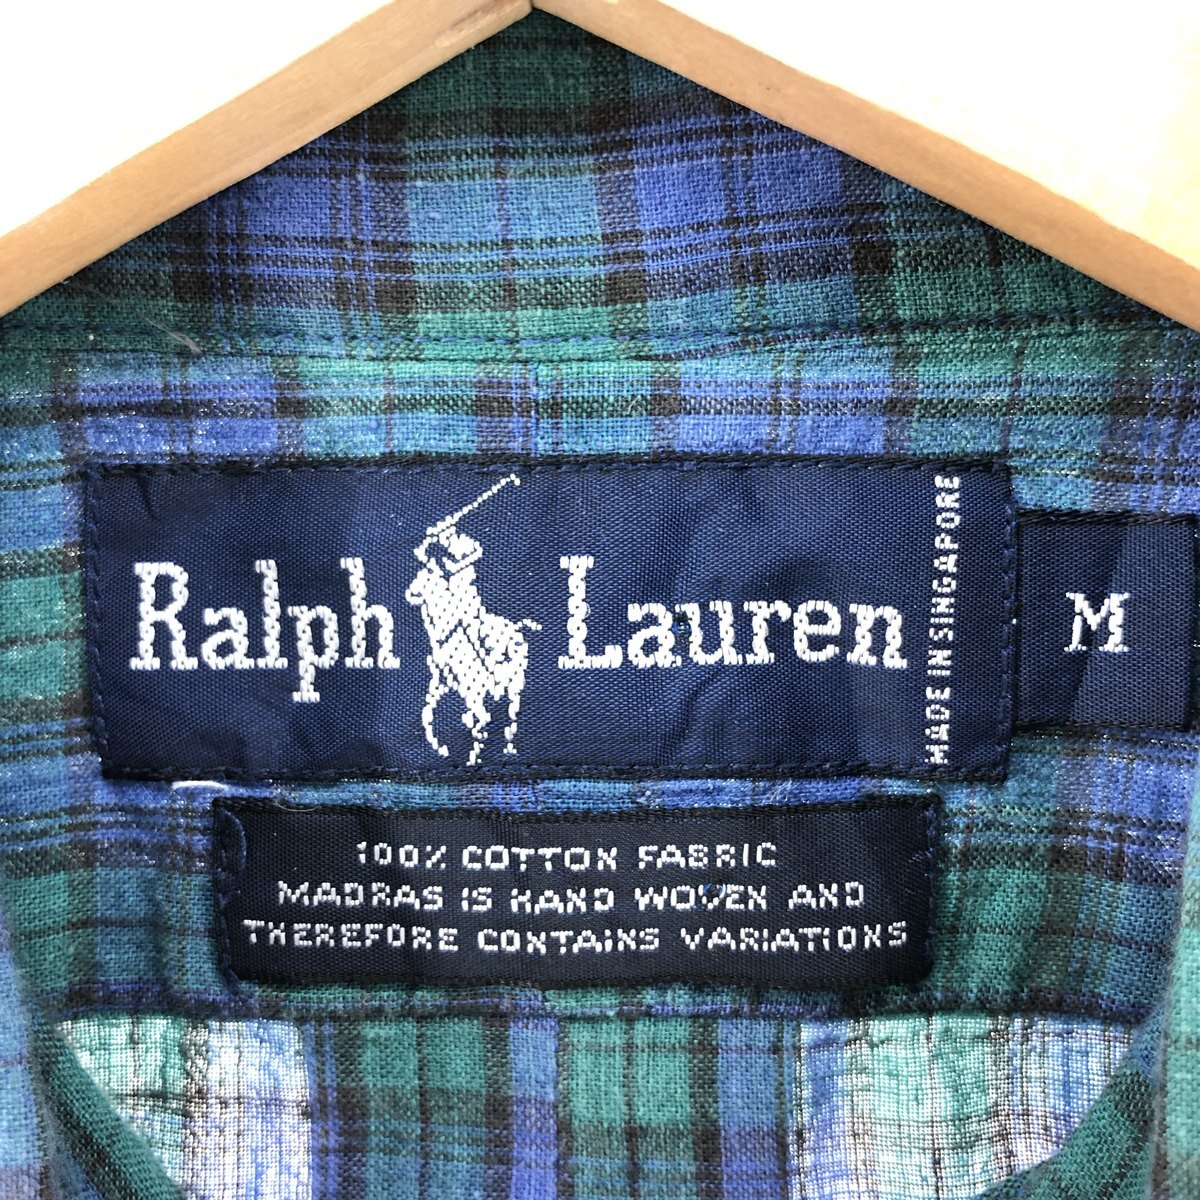 Ralph Lauren
MADE IN SINGAPORE
M
100% COTTON FABRIC
MADRAS IS HAND WOVEN AND
THEREFORE CONTAINS VARIATIONS